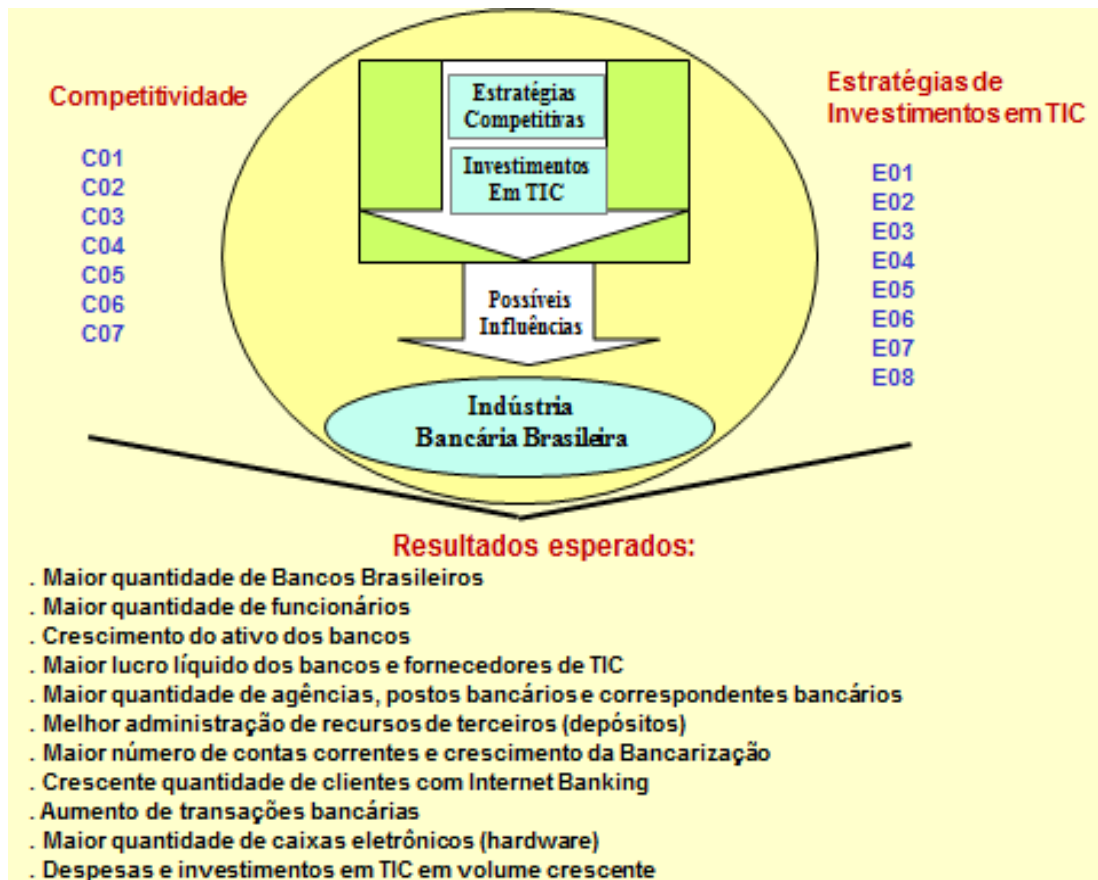 Competitividade
C01
C02
C03
C04
C05
C06
C07
Estratégias
Competitivas
Investimentos
Em TIC
Possíveis
Influências
Indústria
Bancária Brasileira
Estratégias de
Investimentos em TIC
E01
E02
E03
E04
E05
E06
E07
E08
Resultados esperados:
. Maior quantidade de Bancos Brasileiros
. Maior quantidade de funcionários
. Crescimento do ativo dos bancos
. Maior lucro líquido dos bancos e fornecedores de TIC
. Maior quantidade de agências, postos bancários e correspondentes bancários
. Melhor administração de recursos de terceiros (depósitos)
. Maior número de contas correntes e crescimento da Bancarização
. Crescente quantidade de clientes com Internet Banking
. Aumento de transações bancárias
. Maior quantidade de caixas eletrônicos (hardware)
. Despesas e investimentos em TIC em volume crescente